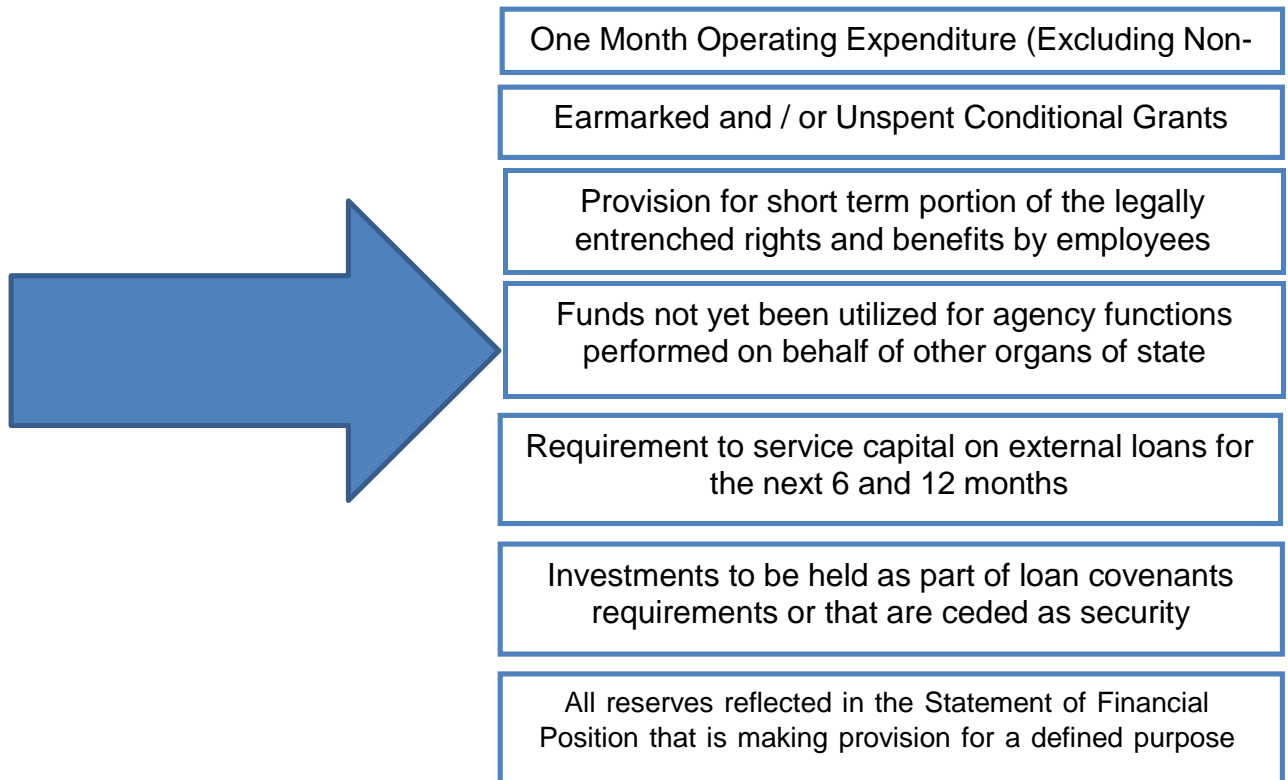 One Month Operating Expenditure (Excluding Non-
Earmarked and / or Unspent Conditional Grants
Provision for short term portion of the legally
entrenched rights and benefits by employees
Funds not yet been utilized for agency functions
performed on behalf of other organs of state
Requirement to service capital on external loans for
the next 6 and 12 months
Investments to be held as part of loan covenants
requirements or that are ceded as security
All reserves reflected in the Statement of Financial
Position that is making provision for a defined purpose